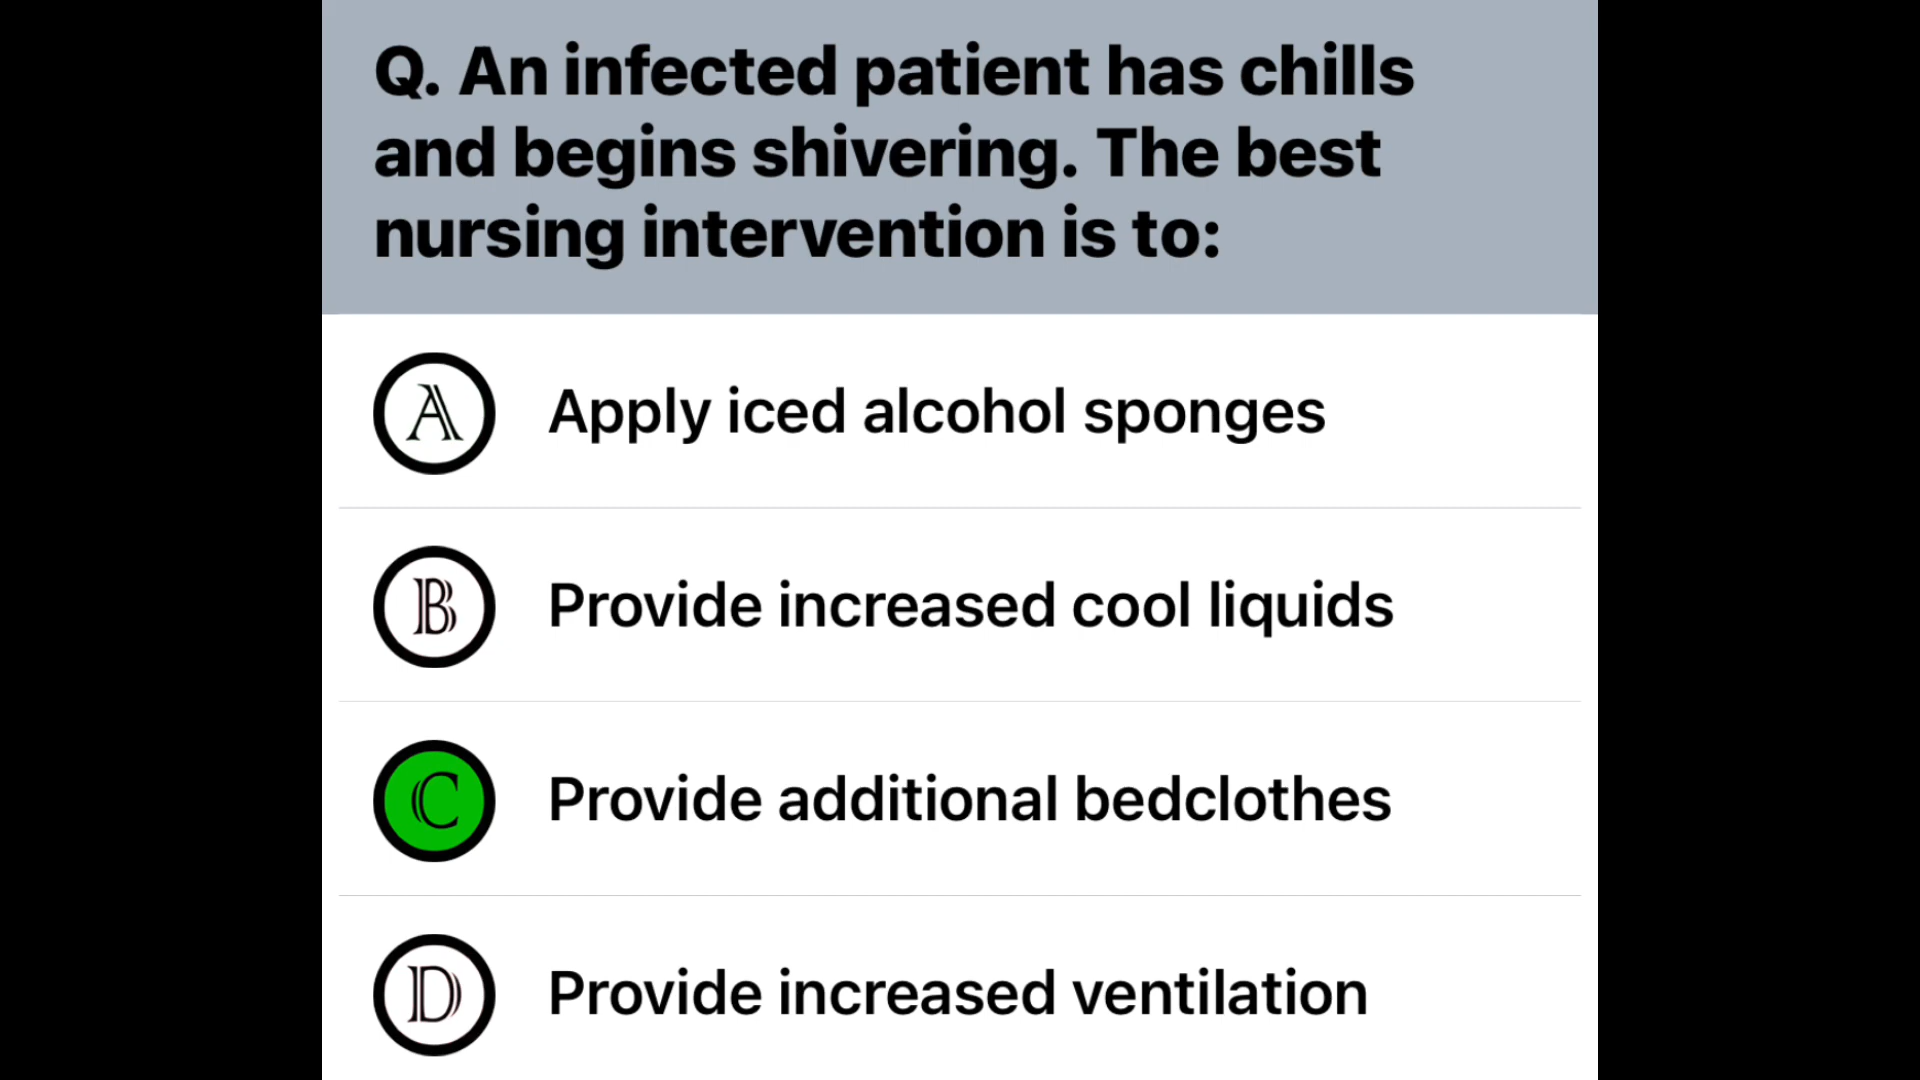 Q. An infected patient has chills
and begins shivering. The best
nursing intervention is to:
A Apply iced alcohol sponges
B Provide increased cool liquids
C Provide additional bedclothes
D Provide increased ventilation